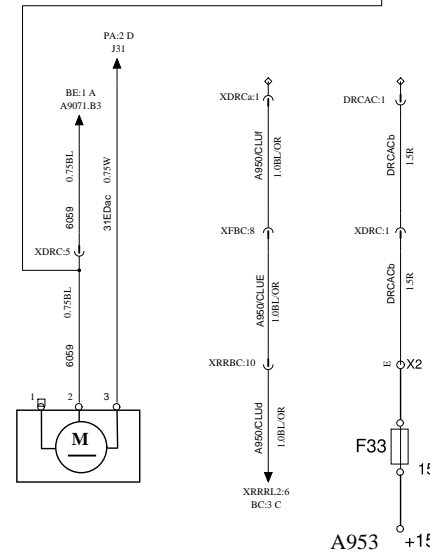 PA:2 D
J31
BE:1 A
A9071.B3
XDRCa:1
DRCAC:1
0.75BL
0.75W
A950/CLUf
1.0BL/OR
DRCACb
1.5R
6059
31EDac
XDRC:5
XFBC:8
XDRC:1
0.75BL
A950/CLUE
1.0BL/OR
DRCACb
1.5R
6059
XRRBC:10
E
X2
1
2
3
A950/CLUd
1.0BL/OR
M
F33
15
XRRRL2:6
BC:3 C
A953
+15